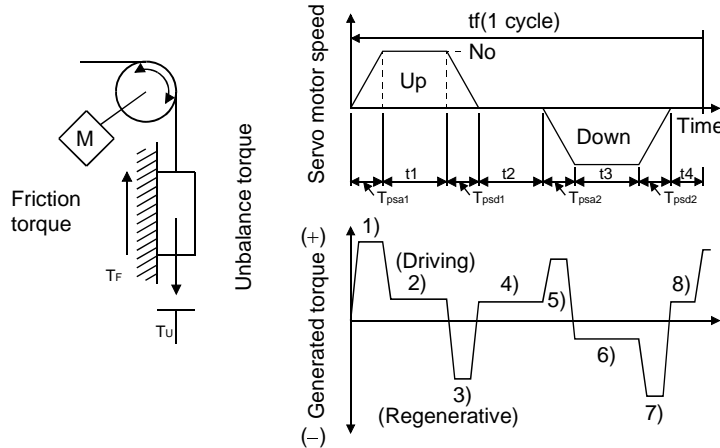 M
Friction
torque
TF
TU
Unbalance torque
Servo motor speed
tf(1 cycle)
No
Up
Down
Time
t1
t2
t3
t4
Tpsa1
Tpsd1
Tpsa2
Tpsd2
Generated torque
(+)
(−)
1)
(Driving)
2)
3)
(Regenerative)
4)
5)
6)
7)
8)